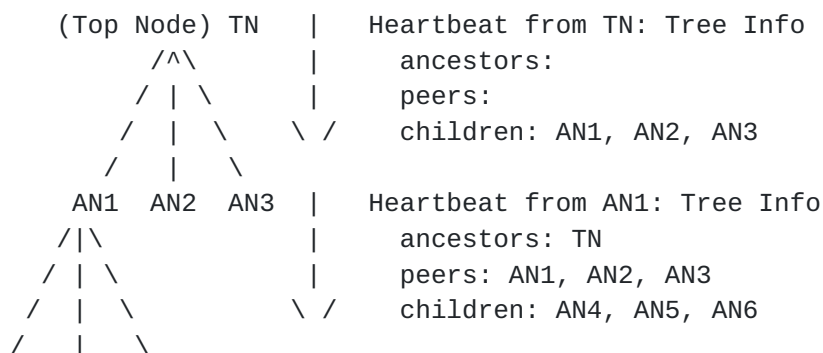 (Top Node) TN | Heartbeat from TN: Tree Info
/^\ | ancestors:
/ | \ | peers:
/ | \ \ / children: AN1, AN2, AN3
/ | \
AN1 AN2 AN3 | Heartbeat from AN1: Tree Info
/|\ | ancestors: TN
/ | \ | peers: AN1, AN2, AN3
/ | \ \ / children: AN4, AN5, AN6
/ | \